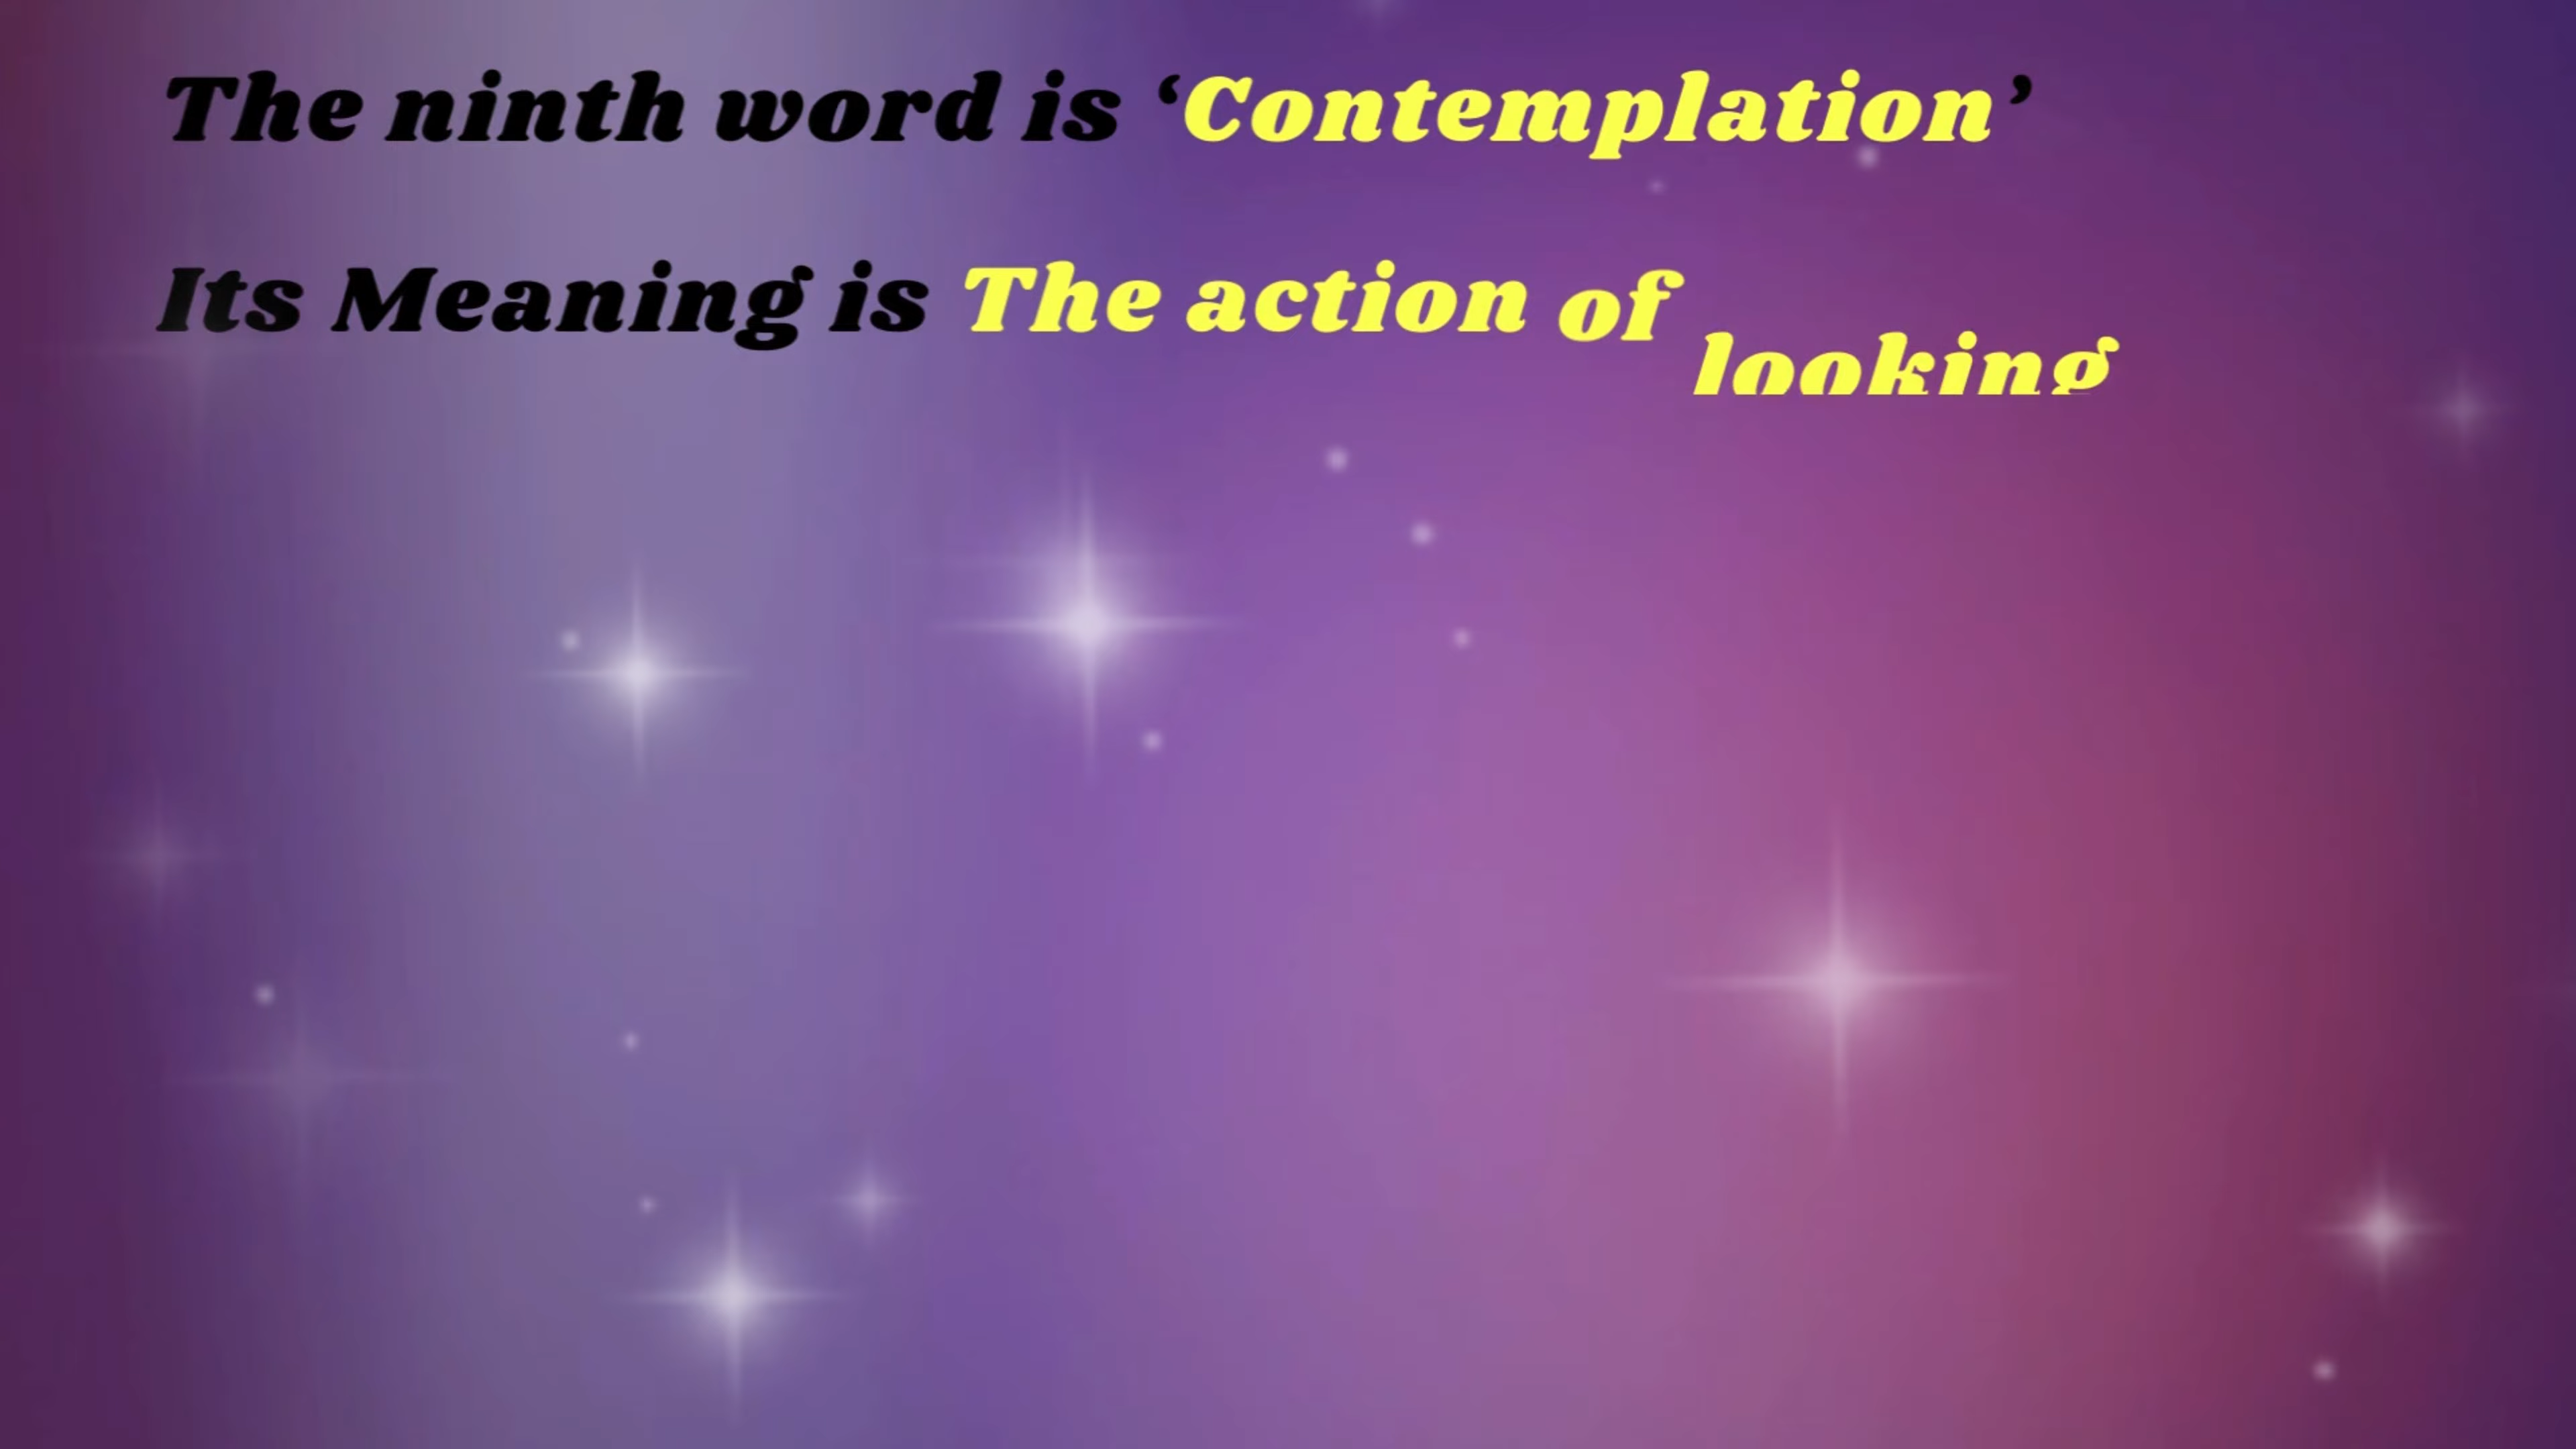 The ninth word is ‘Contemplation’
Its Meaning is The action of looking